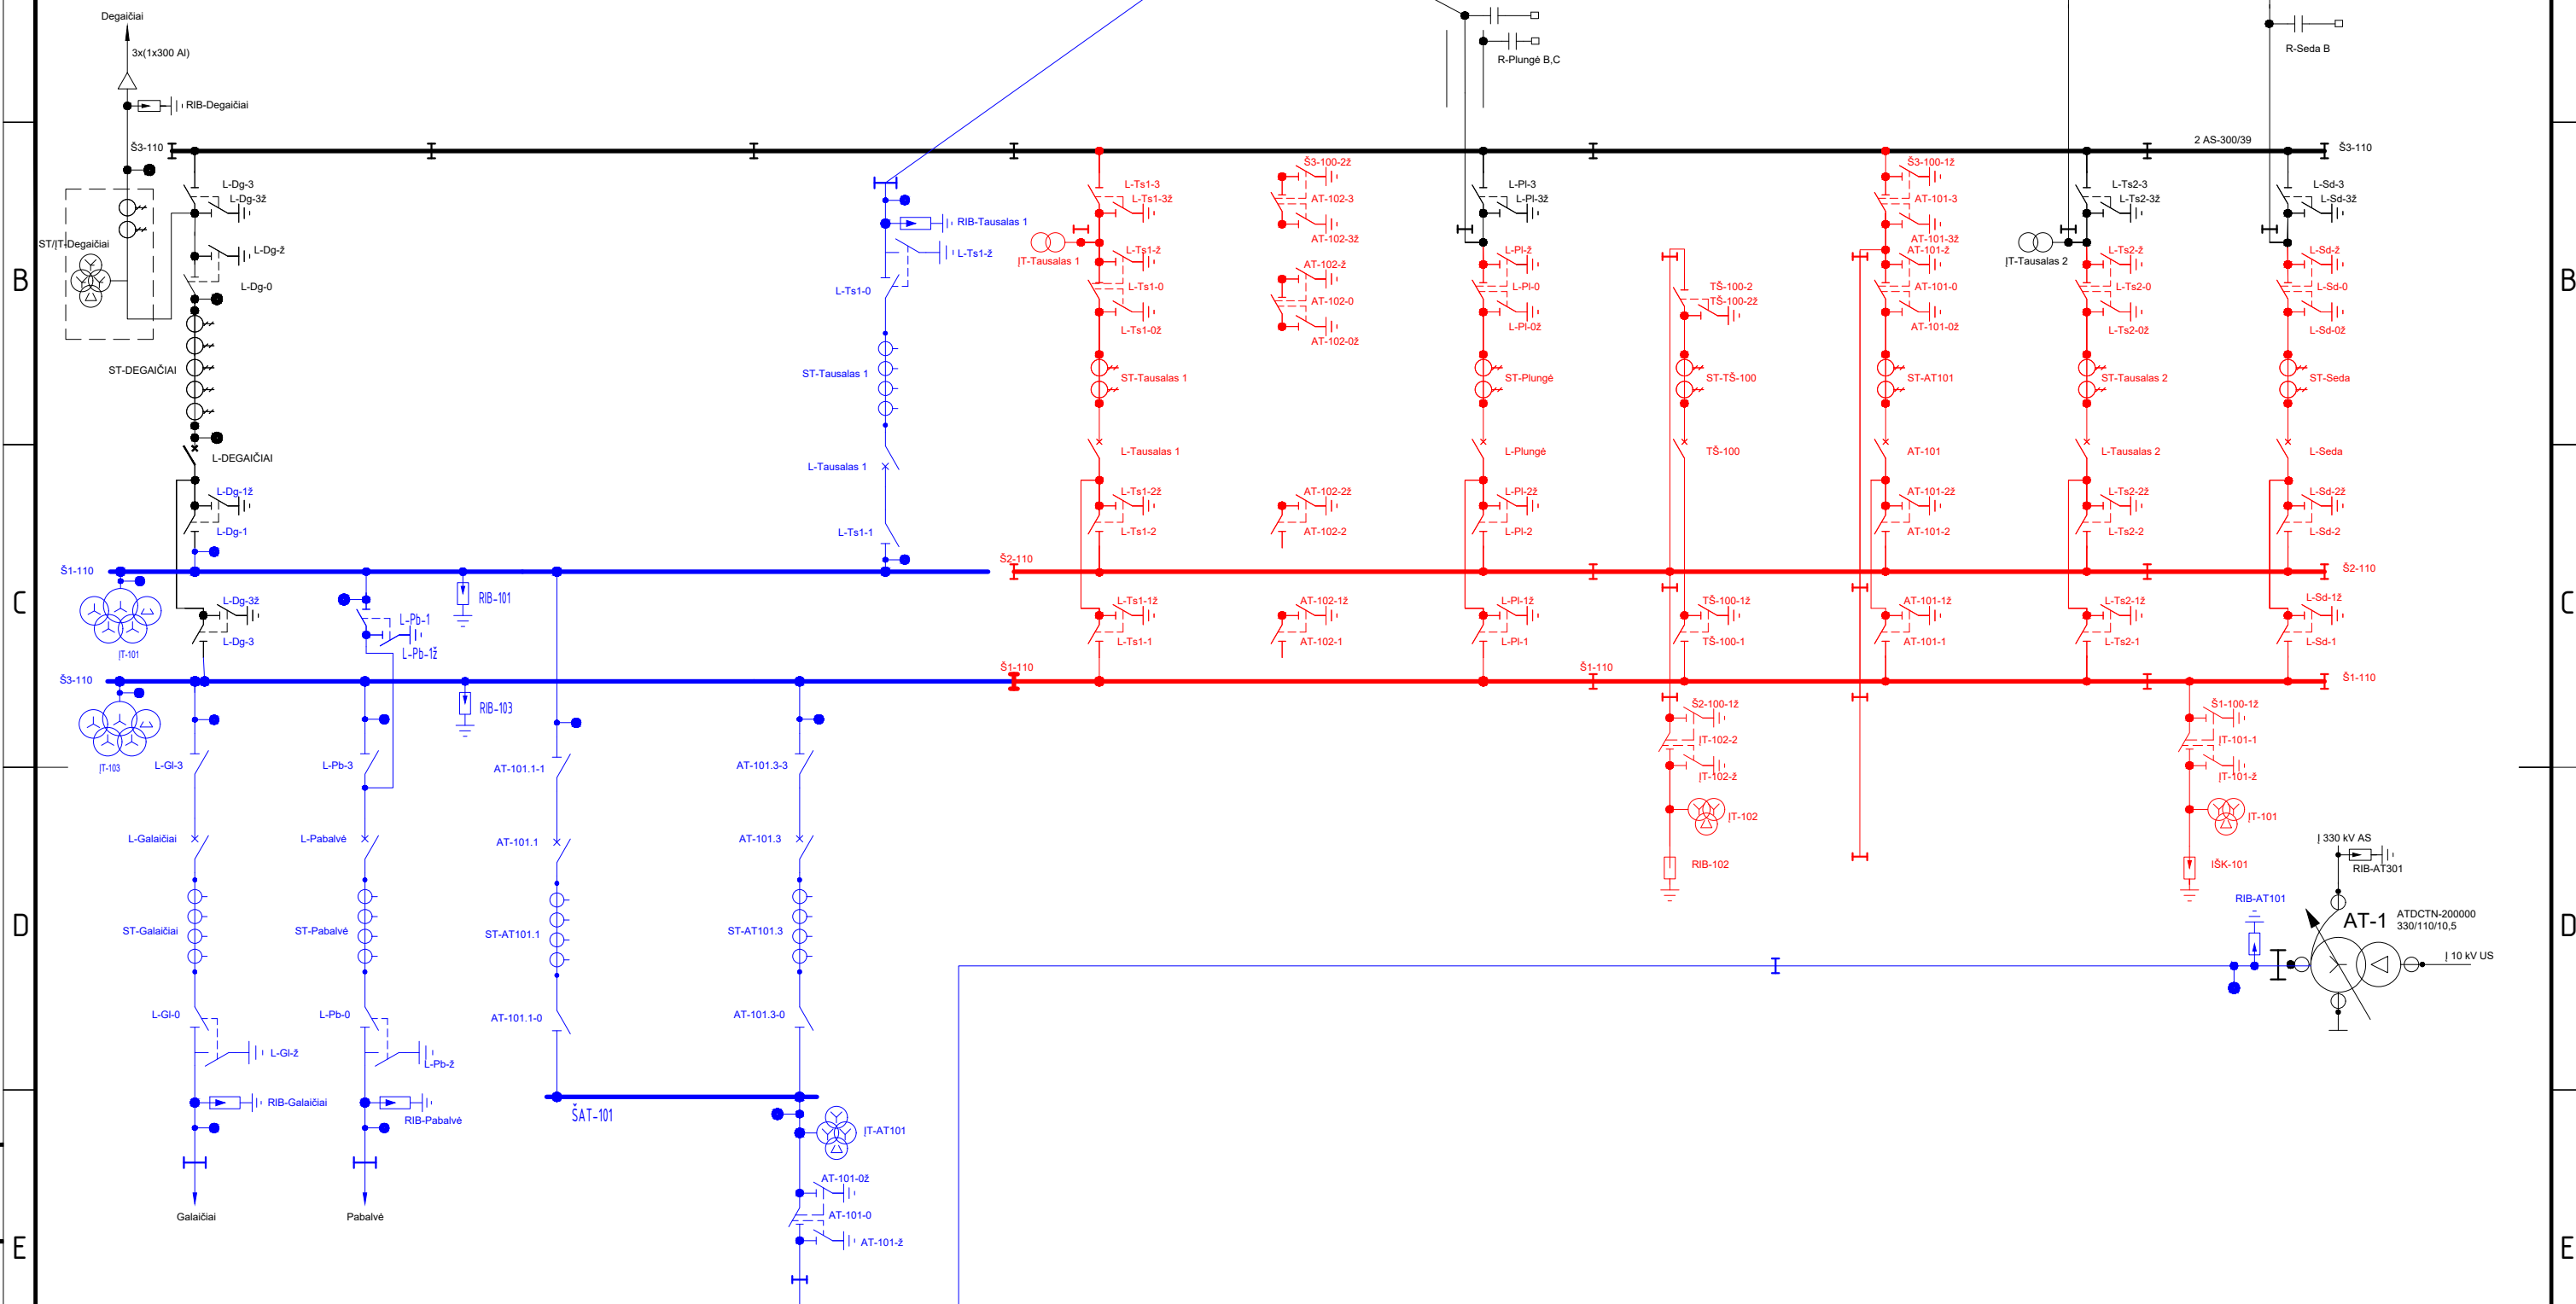 Degaičiai
3x(1x300 Al)
RIB-Degaičiai
R-Plungė B,C
R-Seda B
Š3-110
2 AS-300/39
Š3-110
L-Dg-3
L-Dg-3ž
L-Dg-ž
L-Dg-0
ST/ĮT-Degaičiai
ST-DEGAIČIAI
L-DEGAIČIAI
L-Dg-1ž
L-Dg-1
RIB-Tausalas 1
L-Ts1-ž
L-Ts1-0
ST-Tausalas 1
L-Tausalas 1
L-Ts1-1
L-Ts1-3
L-Ts1-3ž
ĮT-Tausalas 1
L-Ts1-ž
L-Ts1-0
L-Ts1-0ž
ST-Tausalas 1
L-Tausalas 1
L-Ts1-2ž
L-Ts1-2
Š3-100-2ž
AT-102-3
AT-102-3ž
AT-102-ž
AT-102-0
AT-102-0ž
AT-102-2ž
AT-102-2
L-Pl-3
L-Pl-3ž
L-Pl-ž
L-Pl-0
L-Pl-0ž
ST-Plungė
L-Plungė
L-Pl-2ž
L-Pl-2
TŠ-100-2
TŠ-100-2ž
ST-TŠ-100
TŠ-100
Š3-100-1ž
AT-101-3
AT-101-3ž
AT-101-ž
AT-101-0
AT-101-0ž
ST-AT101
AT-101
AT-101-2ž
AT-101-2
L-Ts2-3
L-Ts2-3ž
ĮT-Tausalas 2
L-Ts2-ž
L-Ts2-0
L-Ts2-0ž
ST-Tausalas 2
L-Tausalas 2
L-Ts2-2ž
L-Ts2-2
L-Sd-3
L-Sd-3ž
L-Sd-ž
L-Sd-0
L-Sd-0ž
ST-Seda
L-Seda
L-Sd-2ž
L-Sd-2
B
B
Š1-110
Š2-110
Š2-110
C
C
ĮT-101
L-Dg-3ž
L-Dg-3
L-Pb-1
L-Pb-1ž
RIB-101
L-Ts1-1ž
L-Ts1-1
AT-102-1ž
AT-102-1
L-Pl-1ž
L-Pl-1
TŠ-100-1ž
TŠ-100-1
AT-101-1ž
AT-101-1
L-Ts2-1ž
L-Ts2-1
L-Sd-1ž
L-Sd-1
Š3-110
Š1-110
Š1-110
Š1-110
ĮT-103
RIB-103
L-Gl-3
L-Pb-3
AT-101.1-1
AT-101.3-3
Š2-100-1ž
ĮT-102-2
ĮT-102-ž
ĮT-102
RIB-102
Š1-100-1ž
ĮT-101-1
ĮT-101-ž
ĮT-101
IŠK-101
L-Galaičiai
L-Pabalvė
AT-101.1
AT-101.3
Į 330 kV AS
RIB-AT301
RIB-AT101
AT-1
ATDCTN-200000
330/110/10,5
Į 10 kV US
D
D
ST-Galaičiai
ST-Pabalvė
ST-AT101.1
ST-AT101.3
L-Gl-0
L-Pb-0
AT-101.1-0
AT-101.3-0
L-Gl-ž
L-Pb-ž
RIB-Galaičiai
RIB-Pabalvė
ŠAT-101
ĮT-AT101
AT-101-0ž
AT-101-0
AT-101-ž
Galaičiai
Pabalvė
E
E